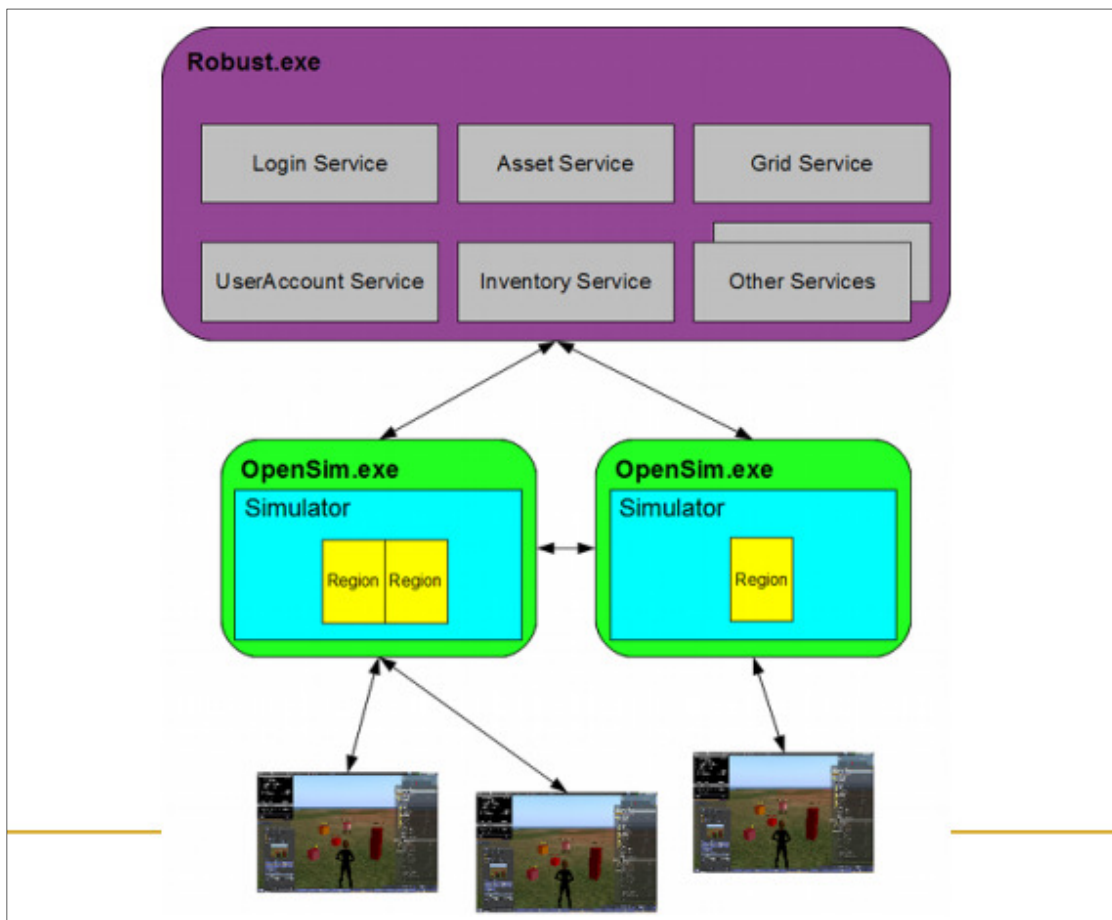 Robust.exe
Login Service
Asset Service
Grid Service
UserAccount Service
Inventory Service
Other Services
OpenSim.exe
Simulator
Region
Region
OpenSim.exe
Simulator
Region